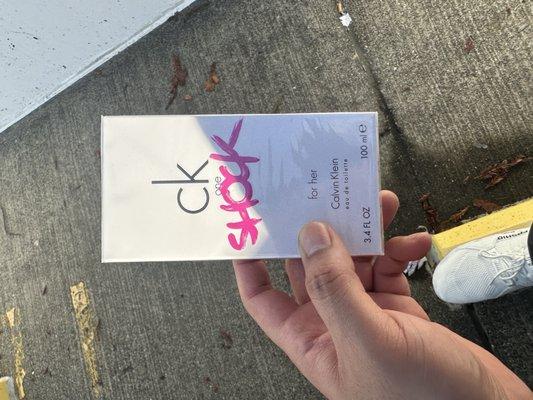 ck
one
SHOCK
for her
Calvin Klein
eau de toilette
3.4 FL OZ 100 ml e